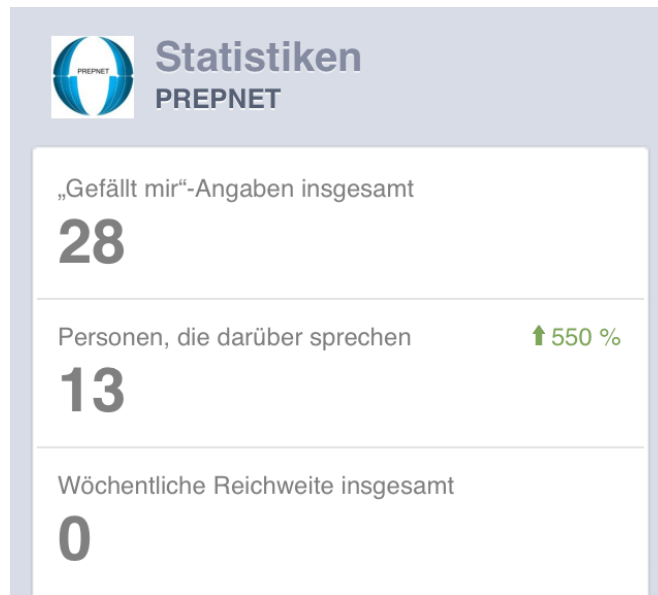 PREPNET
Statistiken
PREPNET
„Gefällt mir“-Angaben insgesamt
28
Personen, die darüber sprechen
550 %
13
Wöchentliche Reichweite insgesamt
0